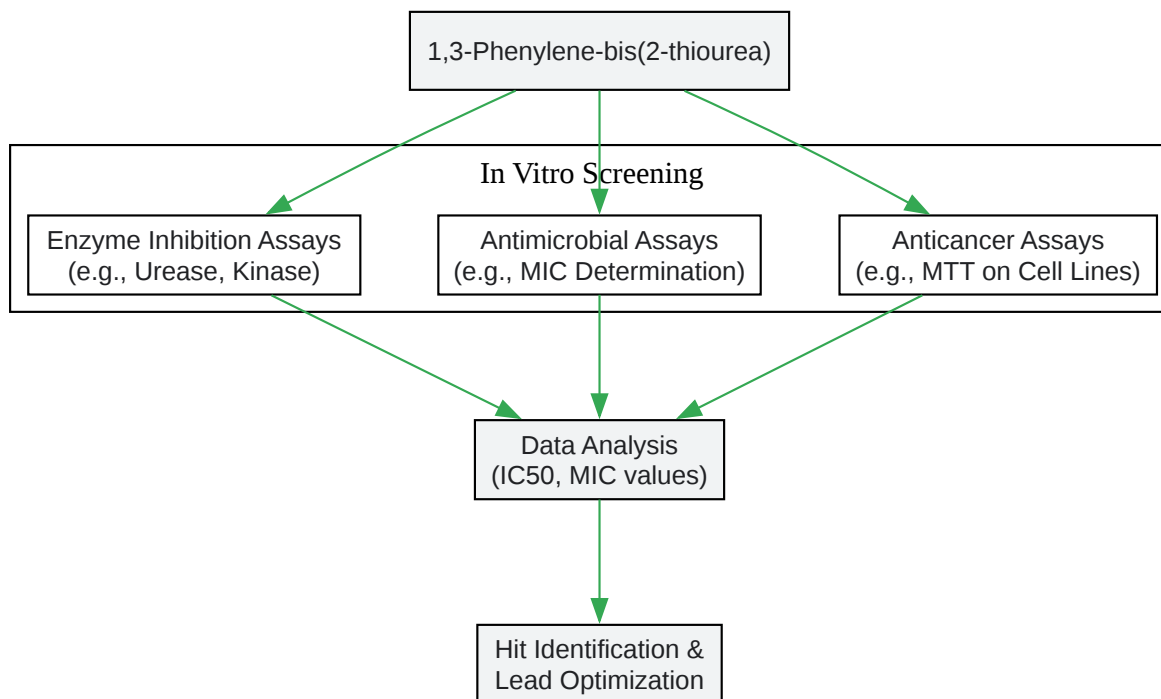 1,3-Phenylene-bis(2-thiourea)
In Vitro Screening
Enzyme Inhibition Assays
(e.g., Urease, Kinase)
Antimicrobial Assays
(e.g., MIC Determination)
Anticancer Assays
(e.g., MTT on Cell Lines)
Data Analysis
(IC50, MIC values)
Hit Identification &
Lead Optimization